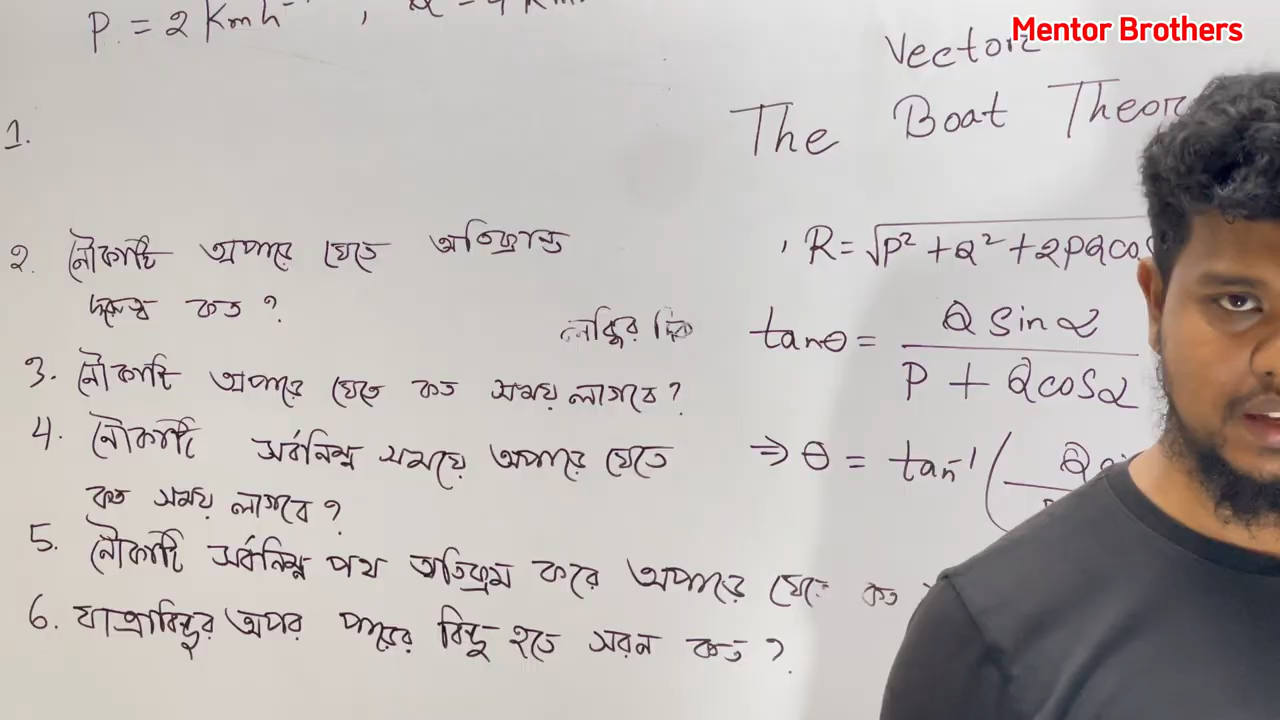 P = 2 Kmh⁻
Mentor Brothers
Vector
The Boat Theor
1.
2. নৌকাটি অপারে যেতে অতিক্রান্ত
দূরত্ব কত ?
, R = √P² + Q² + 2PQcos
লব্ধির দিক
tanθ = Q Sin α / P + Q cos α
3. নৌকাটি অপারে যেতে কত সময় লাগবে ?
4. নৌকাটি সর্বনিম্ন সময়ে অপারে যেতে
কত সময় লাগবে ?
⇒ θ = tan⁻¹ ( Q
5. নৌকাটি সর্বনিম্ন পথ অতিক্রম করে অপারে যেতে কত
6. যাত্রাবিন্দুর অপর পাড়ের বিন্দু হতে সরন কত ?